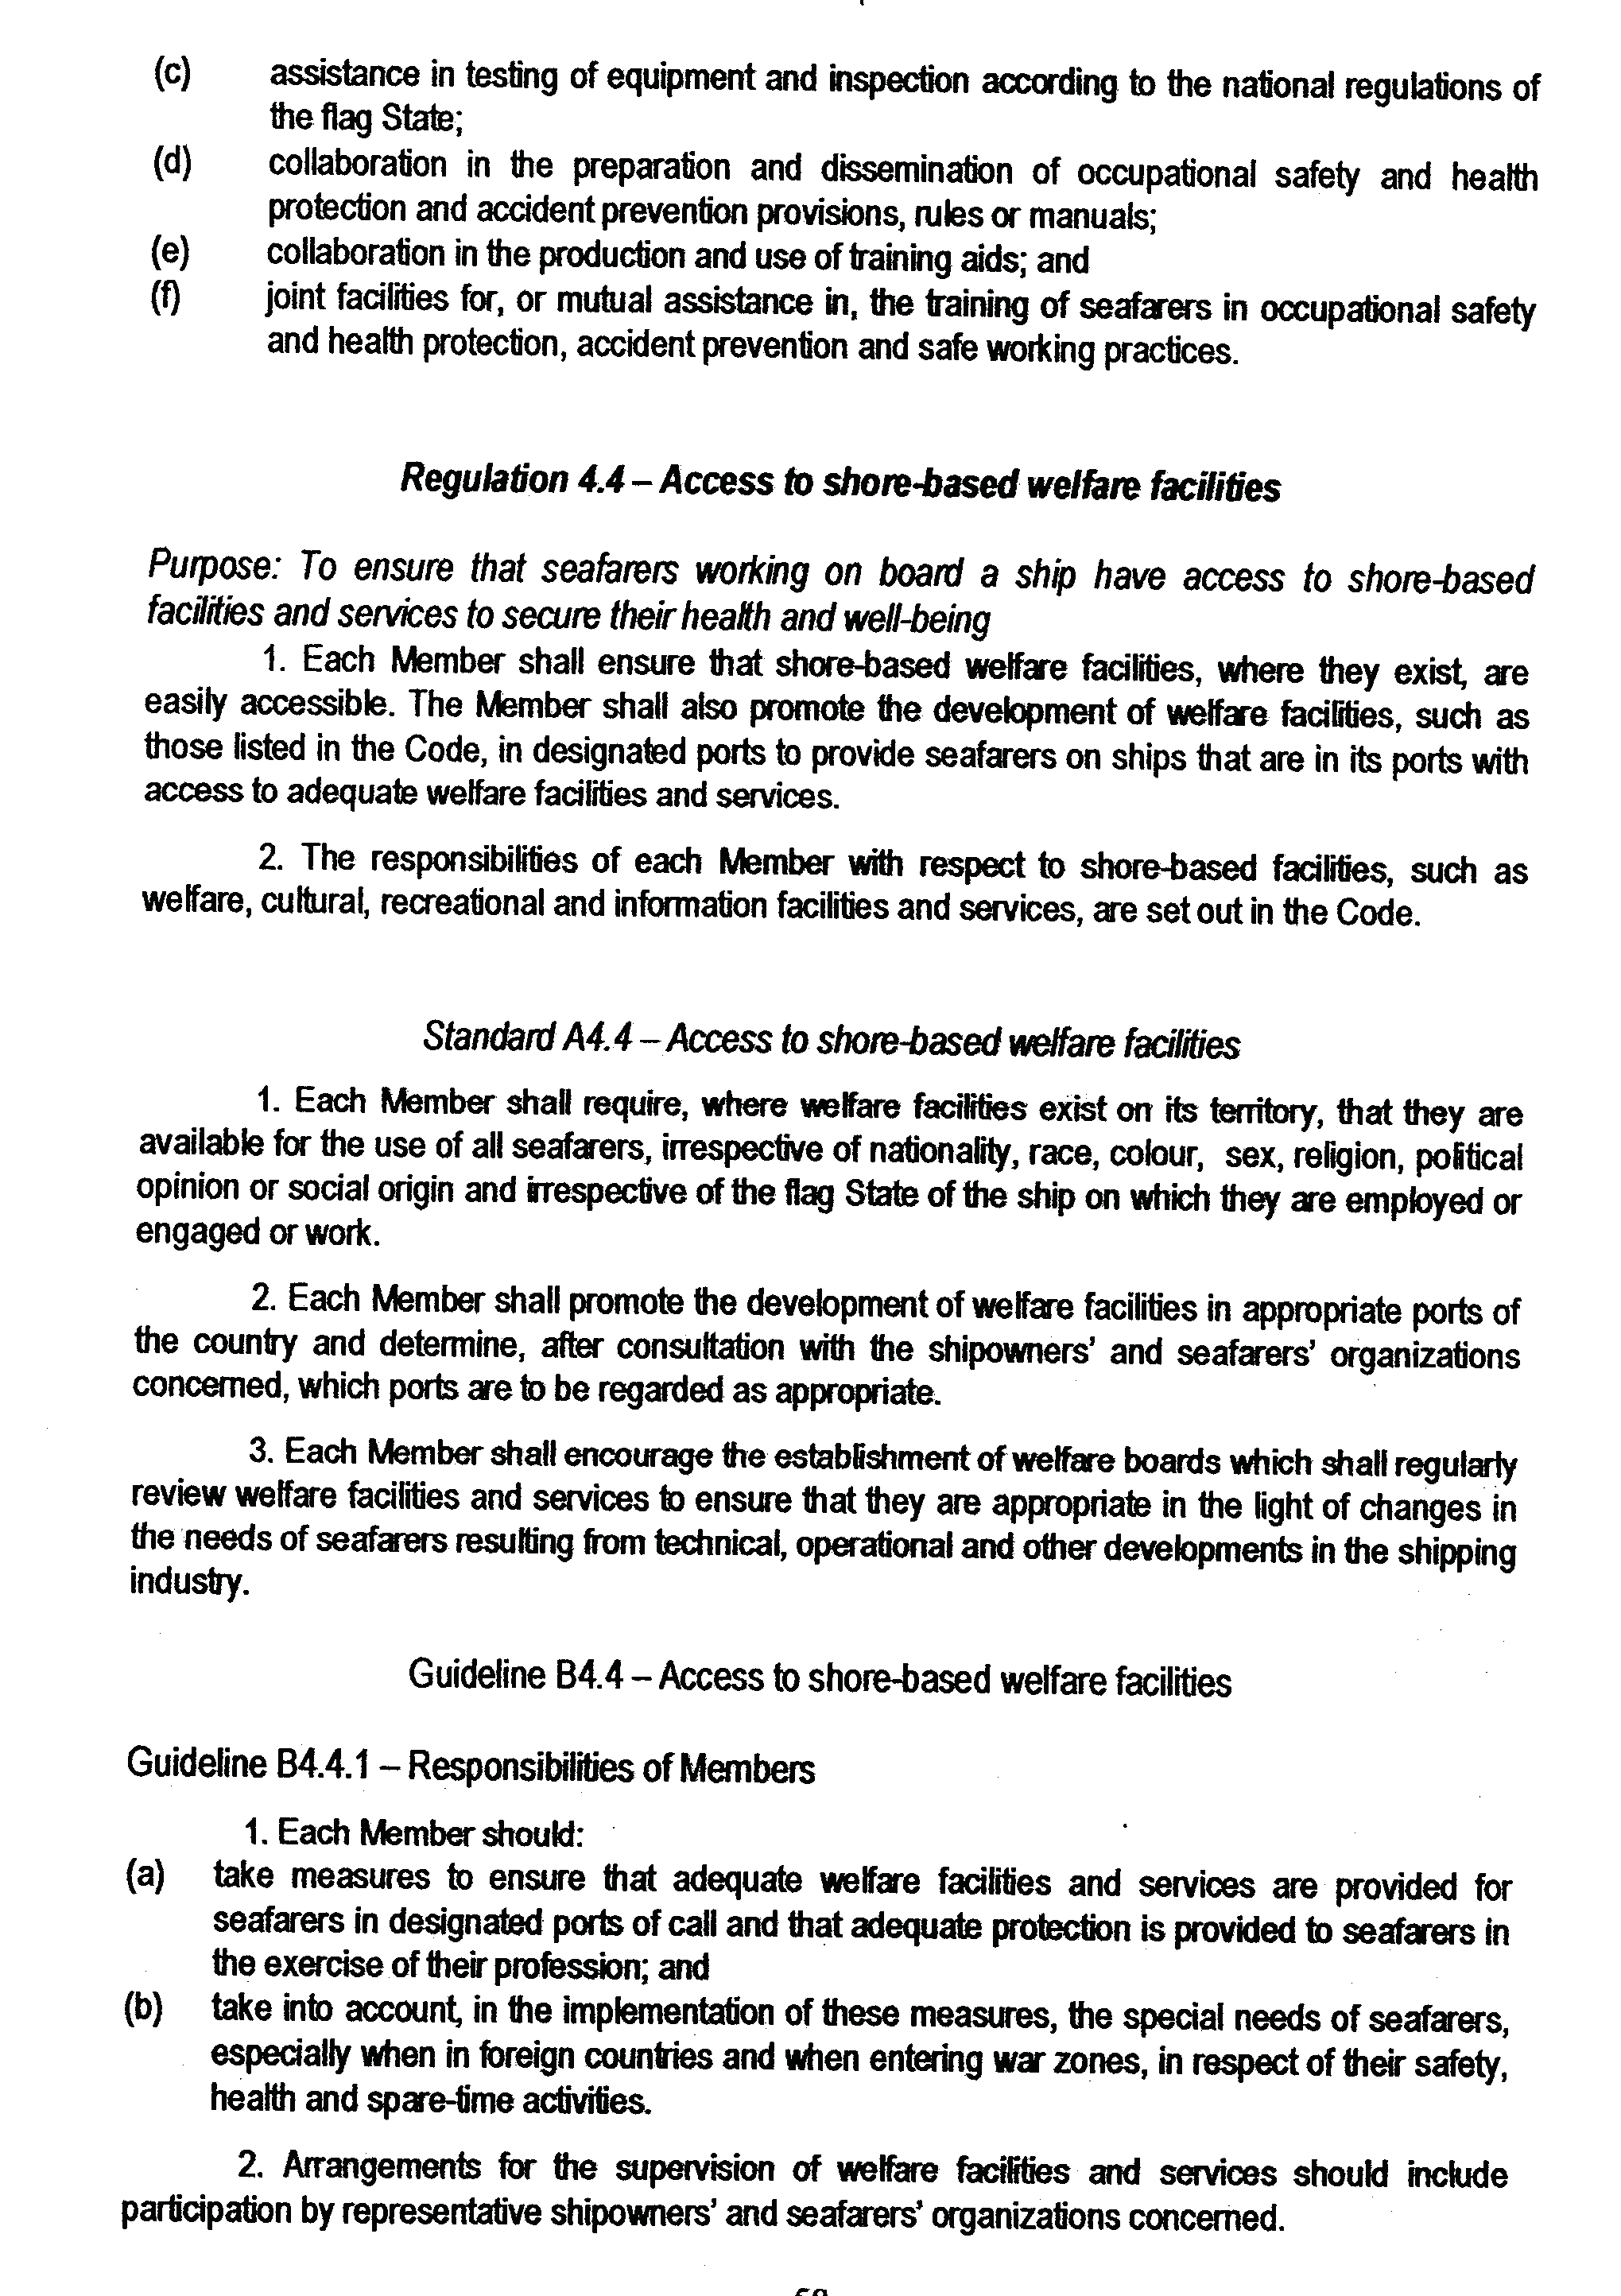 (c) assistance in testing of equipment and inspection according to the national regulations of
the flag State;
(d) collaboration in the preparation and dissemination of occupational safety and health
protection and accident prevention provisions, rules or manuals;
(e) collaboration in the production and use of training aids; and
(f) joint facilities for, or mutual assistance in, the training of seafarers in occupational safety
and health protection, accident prevention and safe working practices.
Regulation 4.4 – Access to shore-based welfare facilities
Purpose: To ensure that seafarers working on board a ship have access to shore-based
facilities and services to secure their health and well-being
1. Each Member shall ensure that shore-based welfare facilities, where they exist, are
easily accessible. The Member shall also promote the development of welfare facilities, such as
those listed in the Code, in designated ports to provide seafarers on ships that are in its ports with
access to adequate welfare facilities and services.
2. The responsibilities of each Member with respect to shore-based facilities, such as
welfare, cultural, recreational and information facilities and services, are set out in the Code.
Standard A4.4 – Access to shore-based welfare facilities
1. Each Member shall require, where welfare facilities exist on its territory, that they are
available for the use of all seafarers, irrespective of nationality, race, colour, sex, religion, political
opinion or social origin and irrespective of the flag State of the ship on which they are employed or
engaged or work.
2. Each Member shall promote the development of welfare facilities in appropriate ports of
the country and determine, after consultation with the shipowners’ and seafarers’ organizations
concerned, which ports are to be regarded as appropriate.
3. Each Member shall encourage the establishment of welfare boards which shall regularly
review welfare facilities and services to ensure that they are appropriate in the light of changes in
the needs of seafarers resulting from technical, operational and other developments in the shipping
industry.
Guideline B4.4 – Access to shore-based welfare facilities
Guideline B4.4.1 – Responsibilities of Members
1. Each Member should:
(a) take measures to ensure that adequate welfare facilities and services are provided for
seafarers in designated ports of call and that adequate protection is provided to seafarers in
the exercise of their profession; and
(b) take into account, in the implementation of these measures, the special needs of seafarers,
especially when in foreign countries and when entering war zones, in respect of their safety,
health and spare-time activities.
2. Arrangements for the supervision of welfare facilities and services should include
participation by representative shipowners’ and seafarers’ organizations concerned.